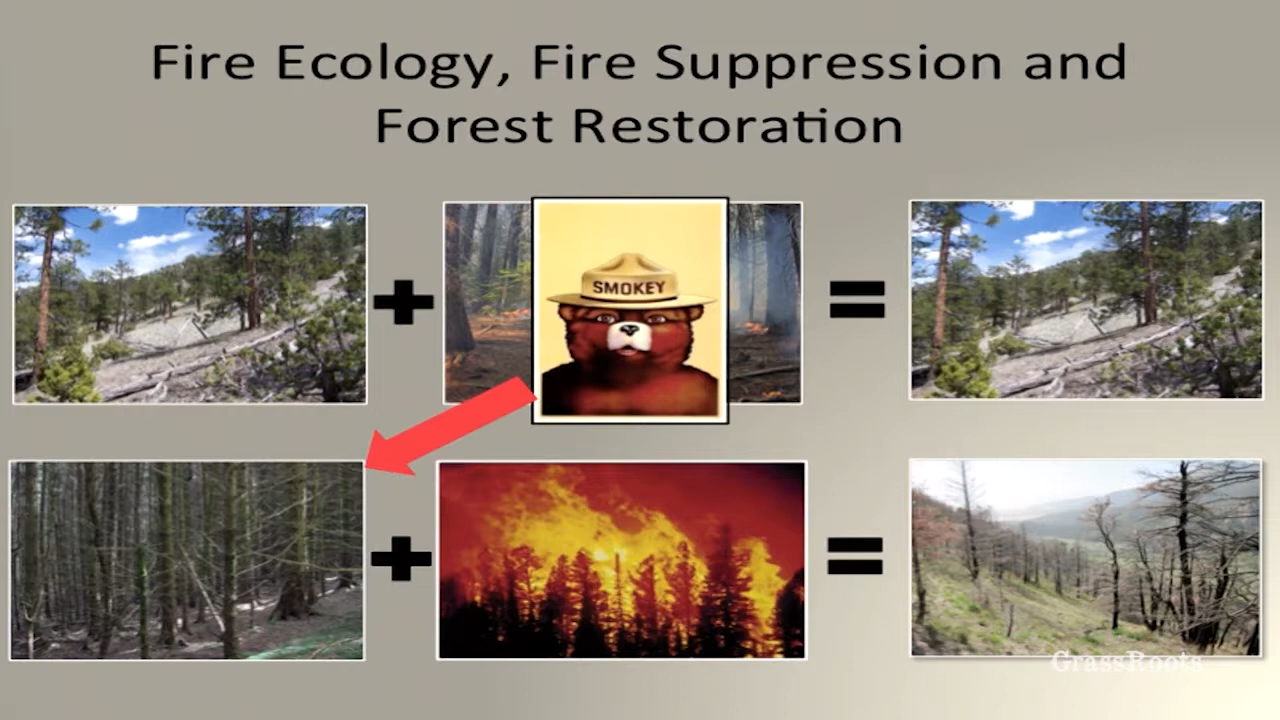 Fire Ecology, Fire Suppression and
Forest Restoration
SMOKEY
GrassRoots